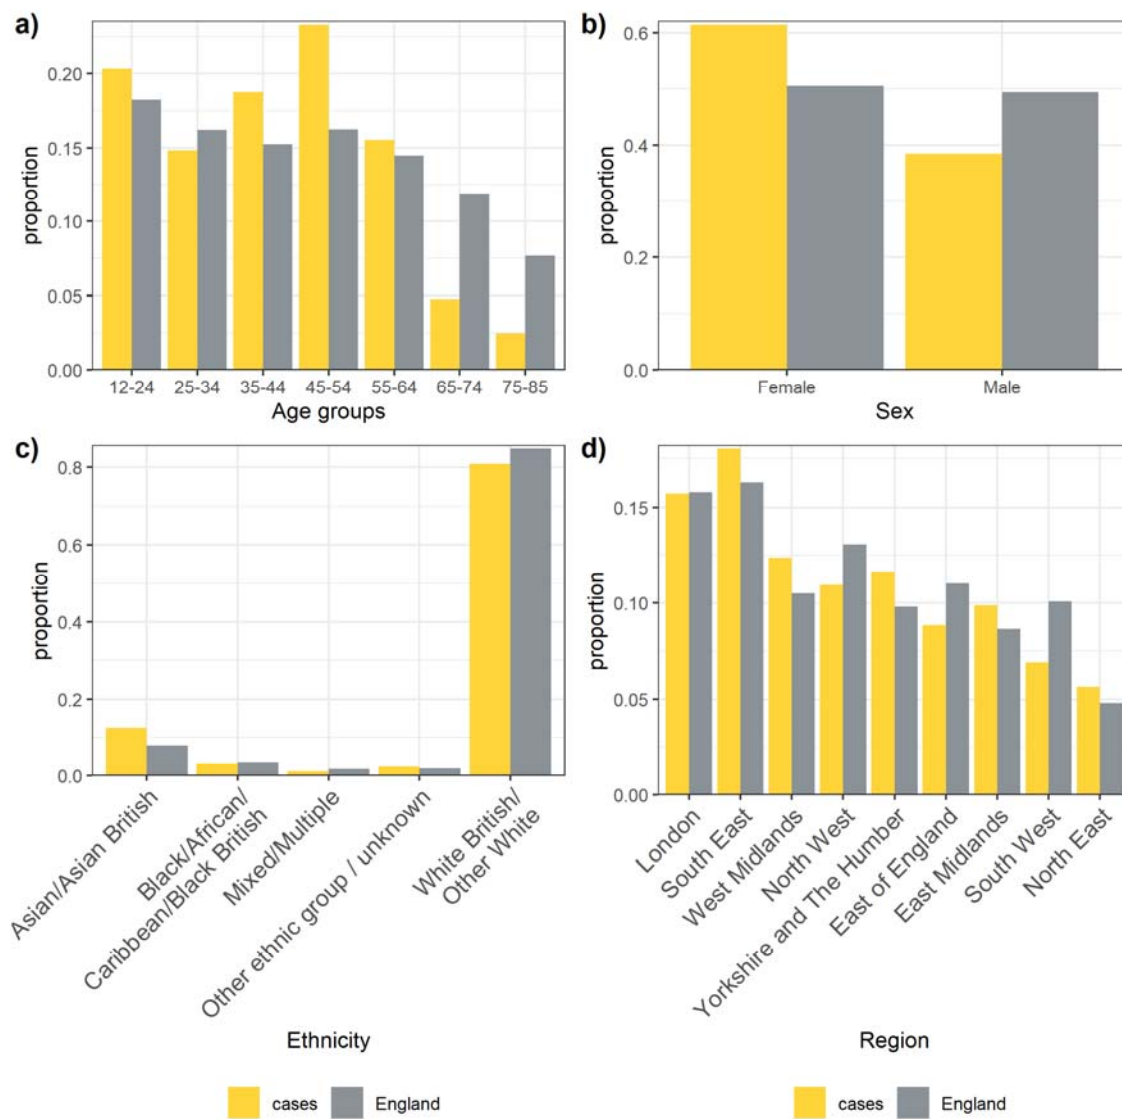 a)
proportion
0.20
0.15
0.10
0.05
0.00
12-24 25-34 35-44 45-54 55-64 65-74 75-85
Age groups
b)
proportion
0.6
0.4
0.2
0.0
Female Male
Sex
c)
proportion
0.8
0.6
0.4
0.2
0.0
Asian/Asian British
Black/African/
Caribbean/Black British
Mixed/Multiple
Other ethnic group / unknown
White British/
Other White
Ethnicity
cases England
d)
proportion
0.15
0.10
0.05
0.00
London
South East
West Midlands
North West
Yorkshire and The Humber
East of England
East Midlands
South West
North East
Region
cases England